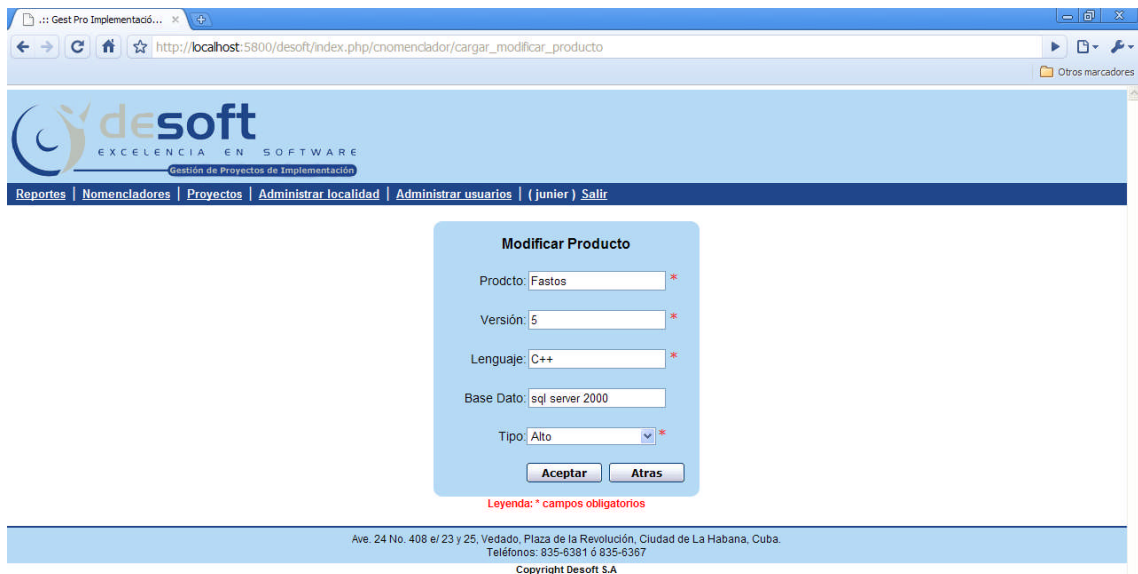 .:: Gest Pro Implementació...
http://localhost:5800/desoft/index.php/cnomenclador/cargar_modificar_producto
Otros marcadores
desoft
EXCELENCIA EN SOFTWARE
Gestión de Proyectos de Implementación
Reportes | Nomencladores | Proyectos | Administrar localidad | Administrar usuarios | ( junier ) Salir
Modificar Producto
Prodcto: Fastos *
Versión: 5 *
Lenguaje: C++ *
Base Dato: sql server 2000
Tipo: Alto *
Aceptar Atras
Leyenda: * campos obligatorios
Ave. 24 No. 408 e/ 23 y 25, Vedado, Plaza de la Revolución, Ciudad de La Habana, Cuba.
Teléfonos: 835-6381 ó 835-6367
Copyright Desoft S.A